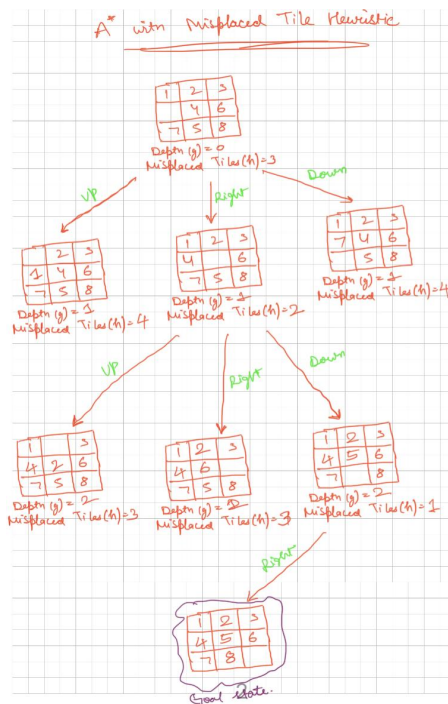 A* with Misplaced Tile Heuristic
1 2 3
4 6
7 5 8
Depth (g) = 0
Misplaced Tiles (h) = 3
UP
Right
Down
2 3
1 4 6
7 5 8
Depth (g) = 1
Misplaced Tiles (h) = 4
1 2 3
4 6
7 5 8
Depth (g) = 1
Misplaced Tiles (h) = 2
1 2 3
7 4 6
5 8
Depth (g) = 1
Misplaced Tiles (h) = 4
UP
Right
Down
1 3
4 2 6
7 5 8
Depth (g) = 2
Misplaced Tiles (h) = 3
1 2 3
4 6
7 5 8
Depth (g) = 2
Misplaced Tiles (h) = 3
1 2 3
4 5 6
7 8
Depth (g) = 2
Misplaced Tiles (h) = 1
Right
1 2 3
4 5 6
7 8
Goal State.